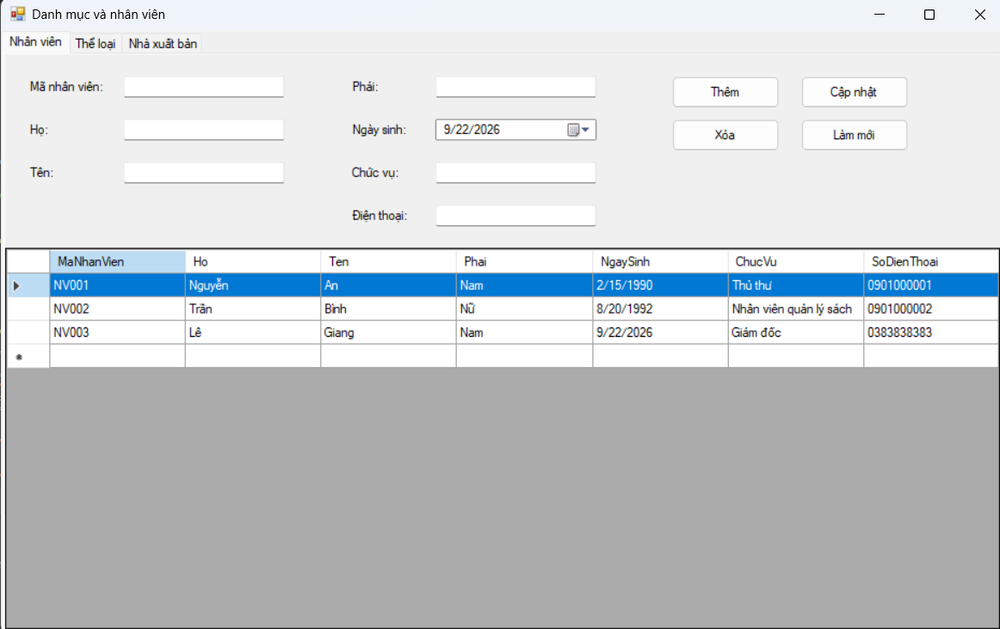 Danh mục và nhân viên
Nhân viên Thể loại Nhà xuất bản
Mã nhân viên: Phái: Thêm Cập nhật
Họ: Ngày sinh: 9/22/2026 Xóa Làm mới
Tên: Chức vụ:
Điện thoại:
MaNhanVien Ho Ten Phai NgaySinh ChucVu SoDienThoai
NV001 Nguyễn An Nam 2/15/1990 Thủ thư 0901000001
NV002 Trần Bình Nữ 8/20/1992 Nhân viên quản lý sách 0901000002
NV003 Lê Giang Nam 9/22/2026 Giám đốc 0383838383